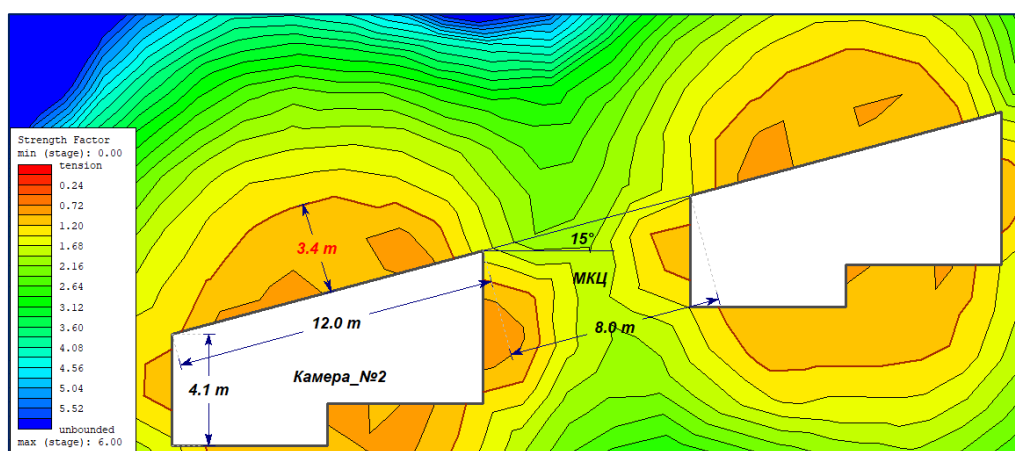 Strength Factor
min (stage): 0.00
tension
0.24
0.72
1.20
1.68
2.16
2.64
3.12
3.60
4.08
4.56
5.04
5.52
unbounded
max (stage): 6.00
3.4 m
15°
МКЦ
12.0 m
8.0 m
4.1 m
Камера_№2